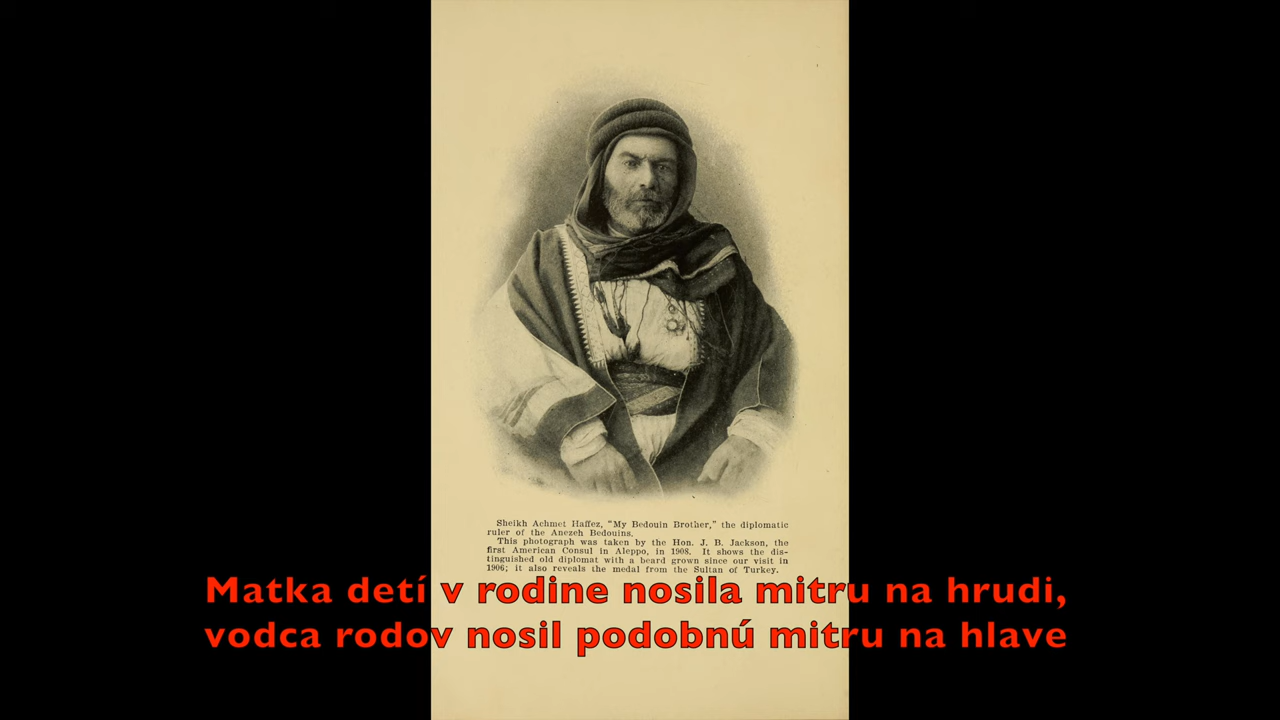 Sheikh Achmet Haffez, "My Bedouin Brother," the diplomatic
ruler of the Anezeh Bedouins.
This photograph was taken by the Hon. J. B. Jackson, the
first American Consul in Aleppo, in 1908. It shows the dis-
tinguished old diplomat with a beard grown since our visit in
1906; it also reveals the medal from the Sultan of Turkey.
Matka detí v rodine nosila mitru na hrudi,
vodca rodov nosil podobnú mitru na hlave